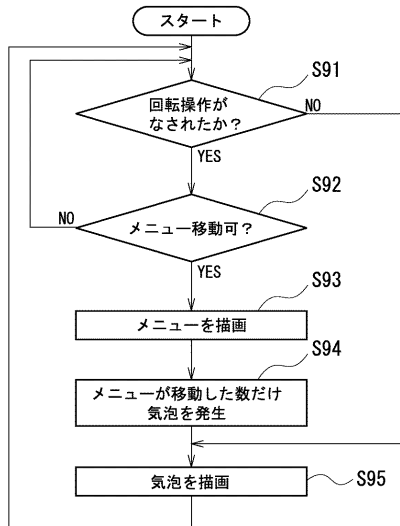 スタート
S91
回転操作が
なされたか？
NO
YES
S92
NO
メニュー移動可？
YES
S93
メニューを描画
S94
メニューが移動した数だけ
気泡を発生
気泡を描画
S95